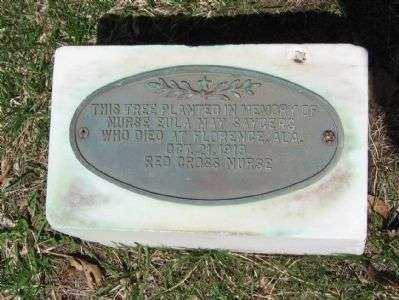 THIS TREE PLANTED IN MEMORY OF
NURSE EULA MAY
WHO DIED AT FLORENCE, ALA.
OCT. 21, 1918
RED CROSS NURSE